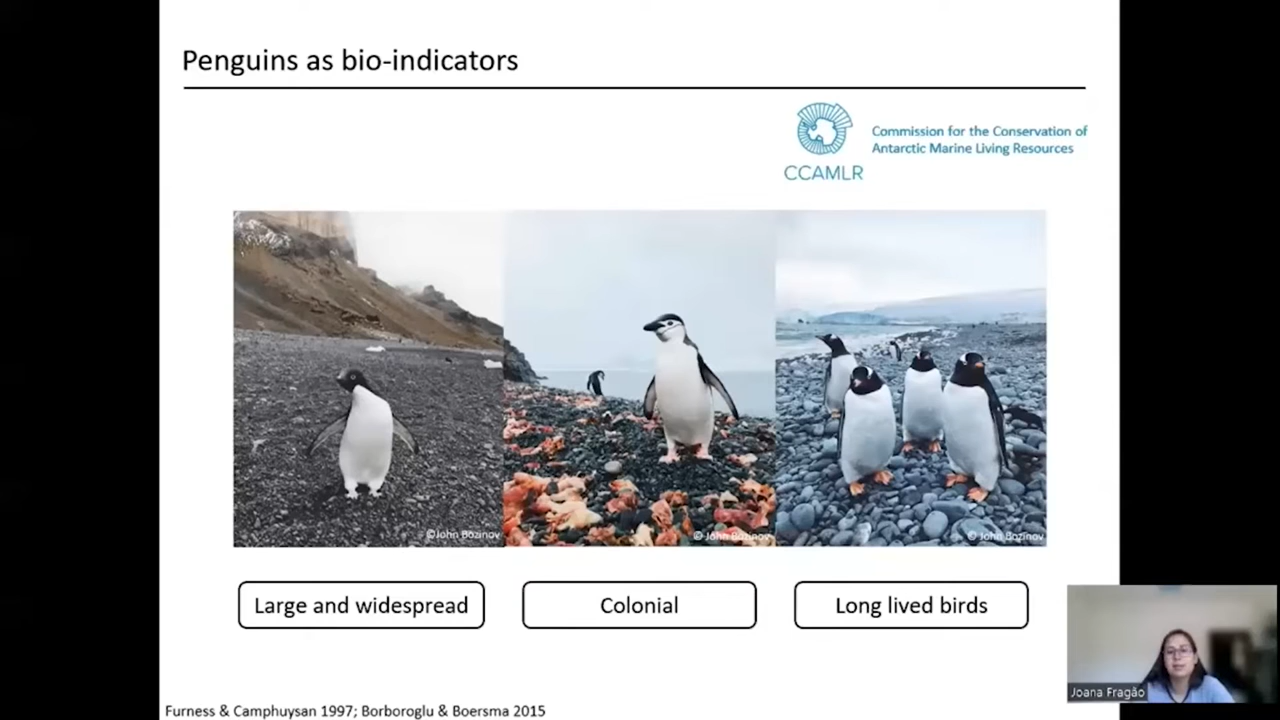 Penguins as bio-indicators
Commission for the Conservation of
Antarctic Marine Living Resources
CCAMLR
©John Bozinov
© John Bozinov
© John Bozinov
Large and widespread
Colonial
Long lived birds
Joana Fragão
Furness & Camphuysan 1997; Borboroglu & Boersma 2015